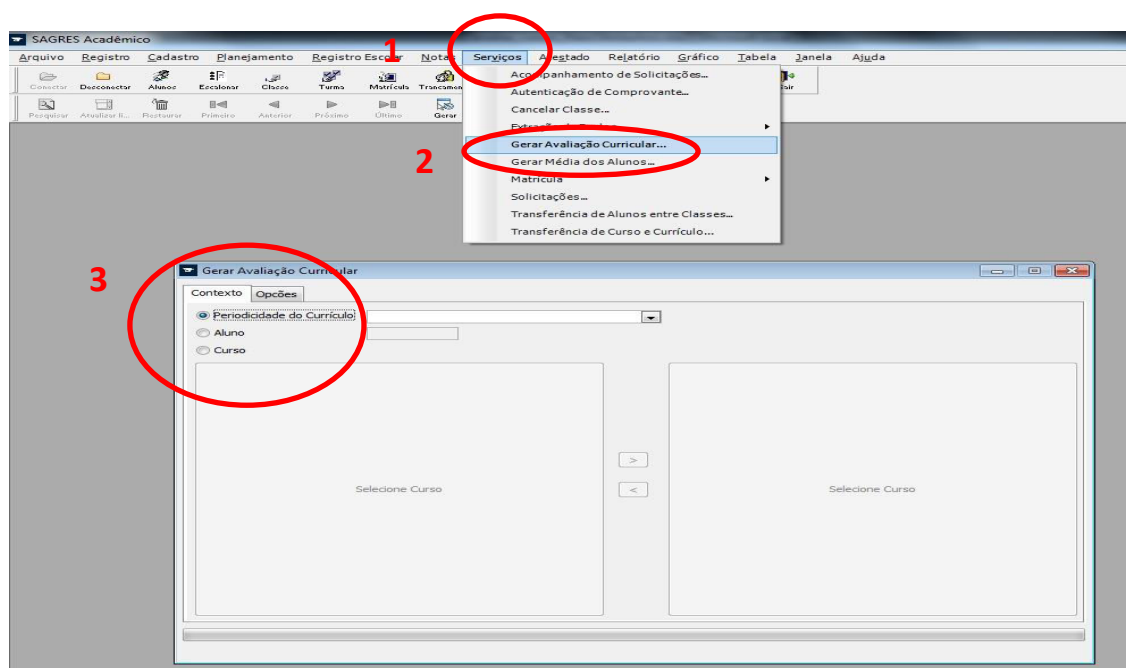 SAGRES Acadêmico
1
Arquivo Registro Cadastro Planejamento Registro Escolar Notas Serviços Atestado Relatório Gráfico Tabela Janela Ajuda
Conectar Desconectar Alunos Escalonar Classe Turma Matrícula
Pesquisar Restaurar Primeiro Anterior Próximo Último Gerar
Acompanhamento de Solicitações...
Autenticação de Comprovante...
Cancelar Classe...
Gerar Avaliação Curricular...
2
Gerar Média dos Alunos...
Matrícula
Solicitações...
Transferência de Alunos entre Classes...
Transferência de Curso e Currículo...
3
Gerar Avaliação Curricular
Contexto Opcões
Periodicidade do Currículo
Aluno
Curso
>
Selecione Curso < Selecione Curso